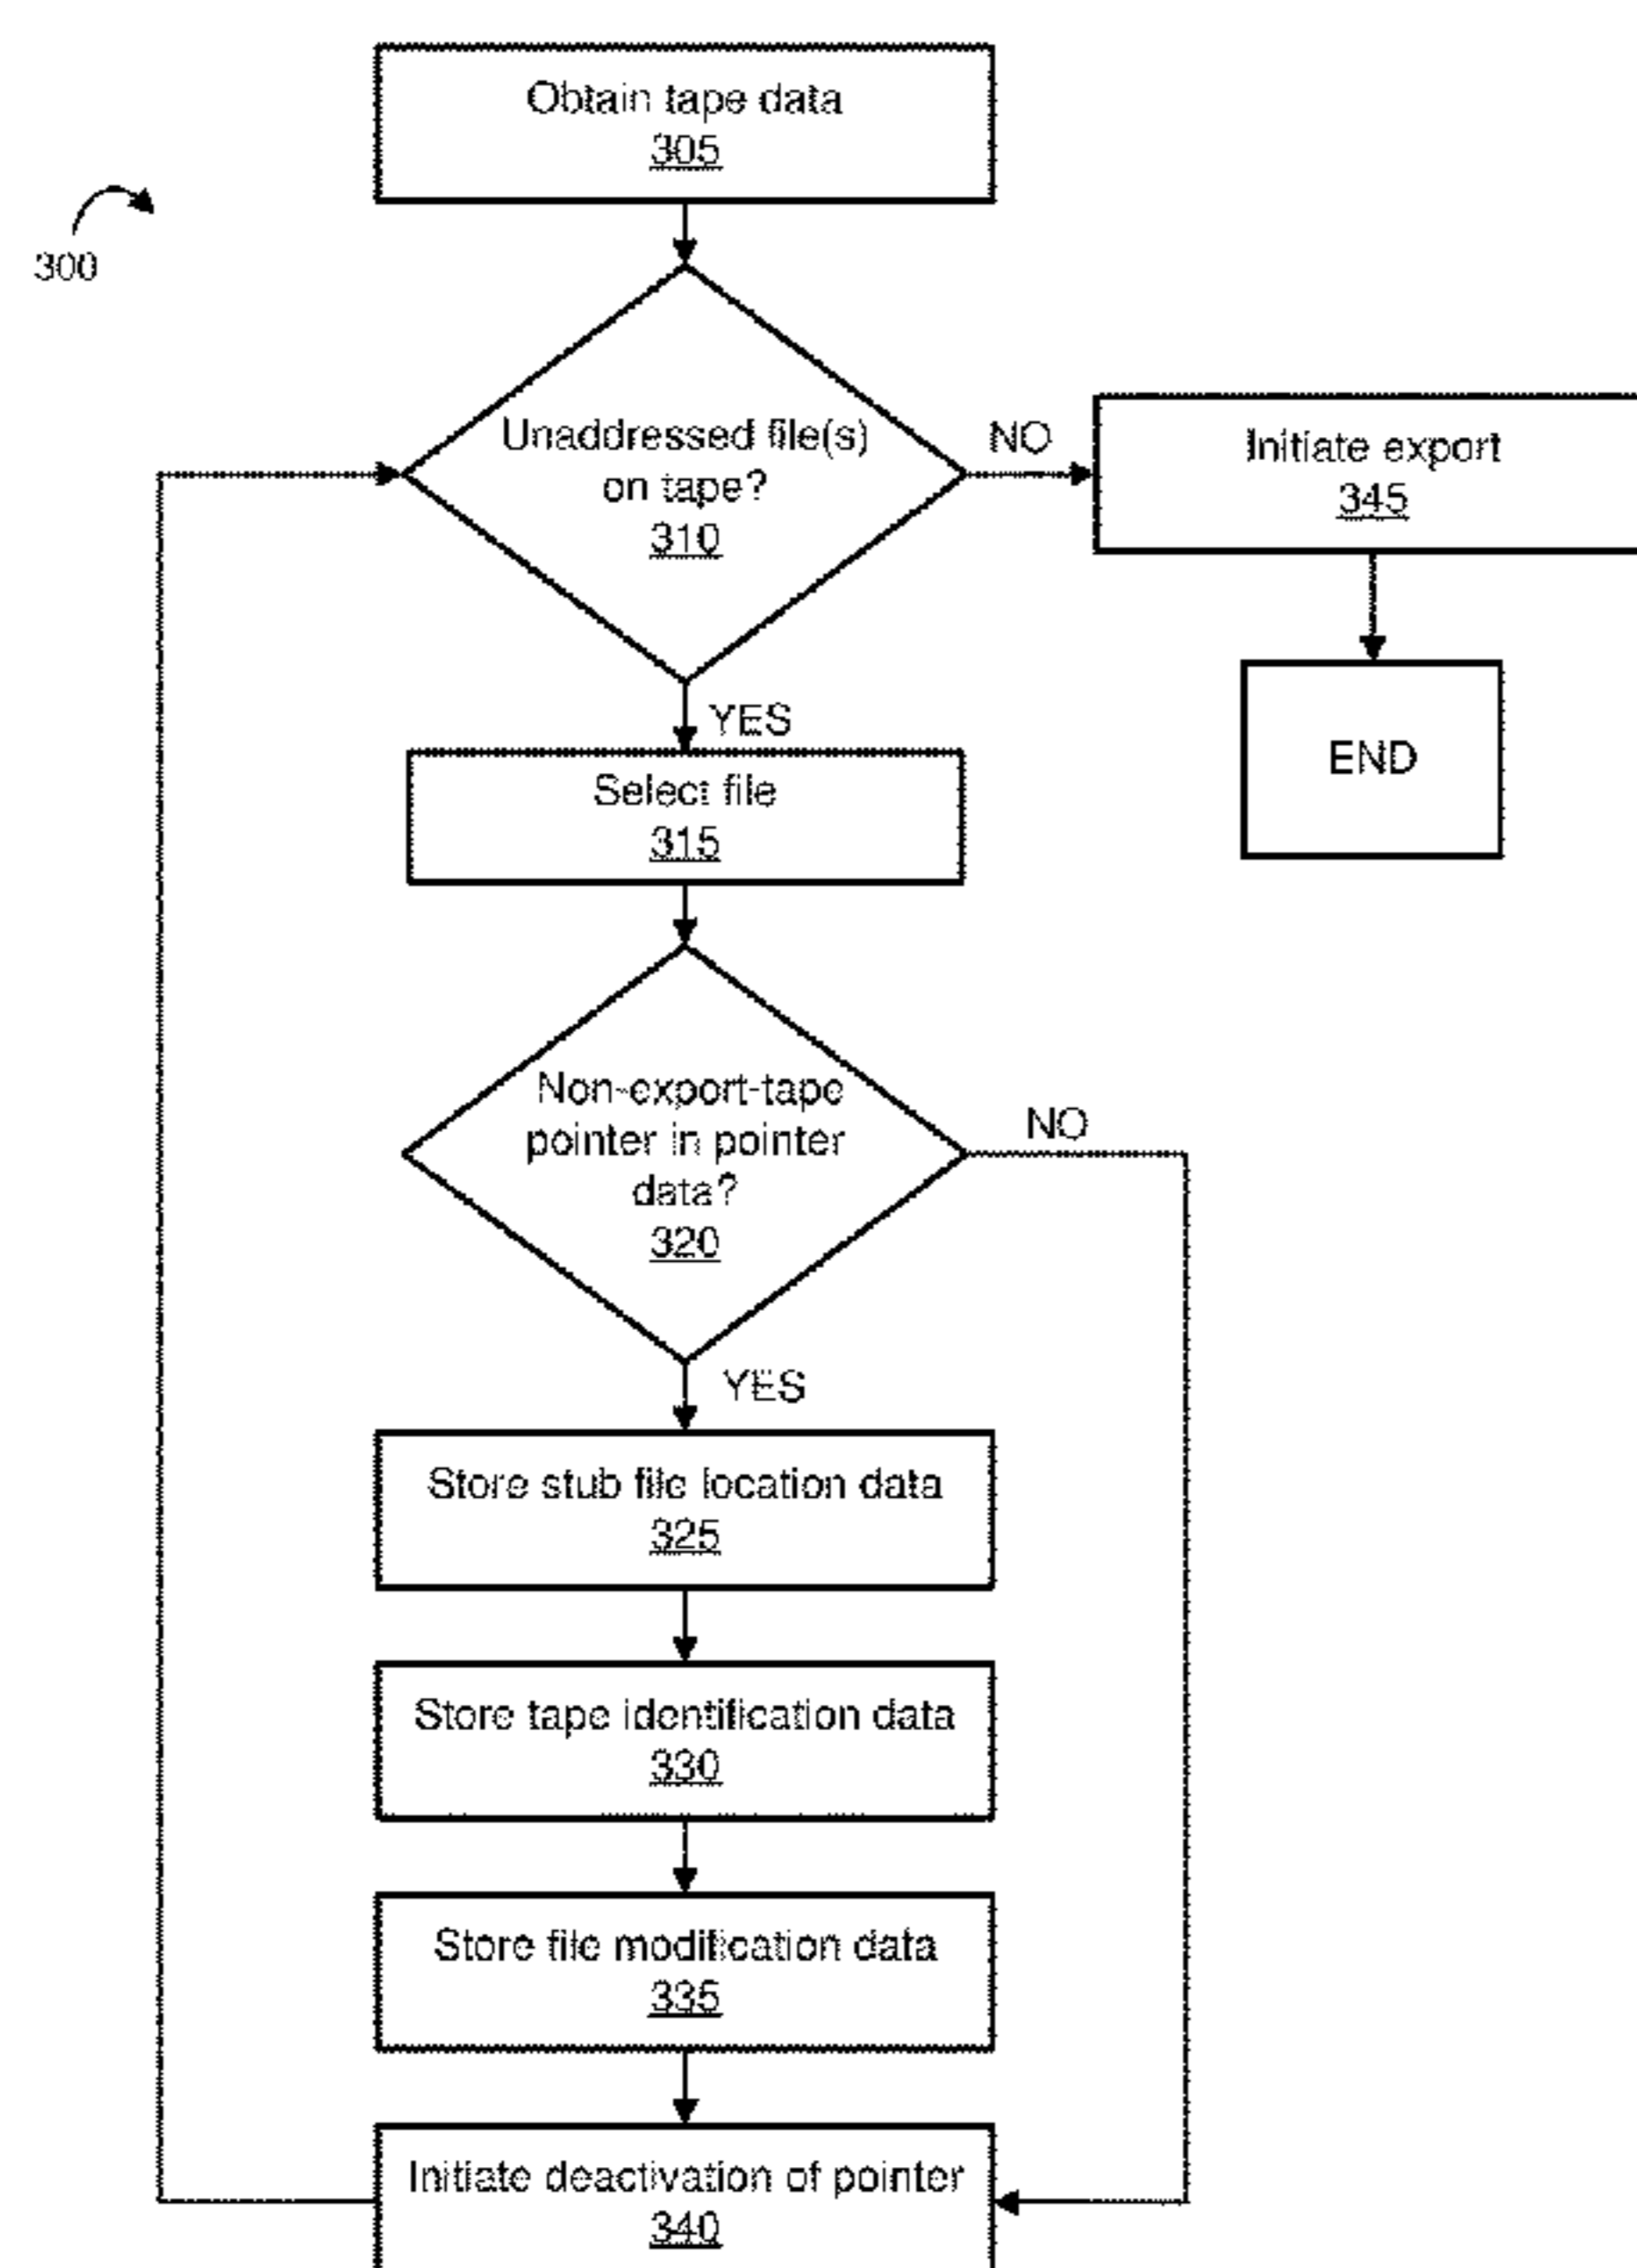 Obtain tape data
305
300
Unaddressed file(s)
on tape?
310
NO
Initiate export
345
END
YES
Select file
315
Non-export-tape
pointer in pointer
data?
320
NO
YES
Store stub file location data
325
Store tape identification data
330
Store file modification data
335
Initiate deactivation of pointer
340